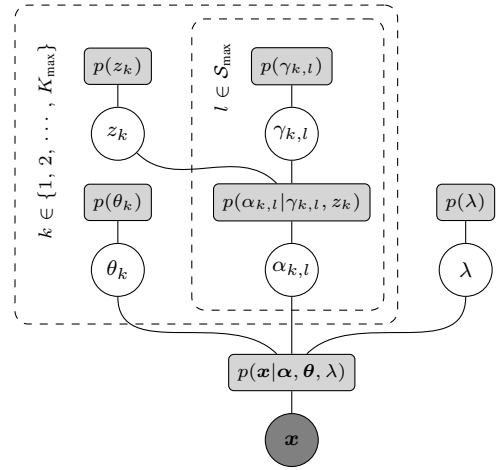 k ∈ {1, 2, ⋯ , K_max}
l ∈ 𝒮_max
p(z_k)
p(γ_{k,l})
z_k
γ_{k,l}
p(θ_k)
p(α_{k,l}|γ_{k,l}, z_k)
p(λ)
θ_k
α_{k,l}
λ
p(𝒙|𝜶, 𝜽, λ)
𝒙